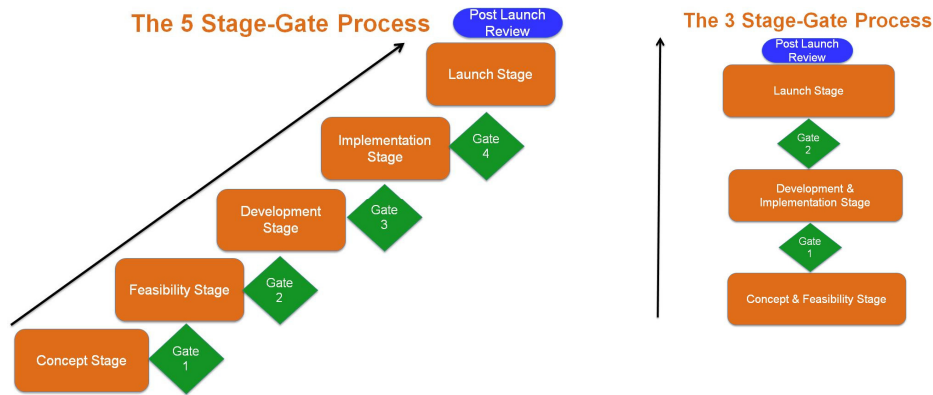 The 5 Stage-Gate Process
Post Launch
Review
Launch Stage
Implementation
Stage
Gate
4
Development
Stage
Gate
3
Feasibility Stage
Gate
2
Concept Stage
Gate
1
The 3 Stage-Gate Process
Post Launch
Review
Launch Stage
Gate
2
Development &
Implementation Stage
Gate
1
Concept & Feasibility Stage